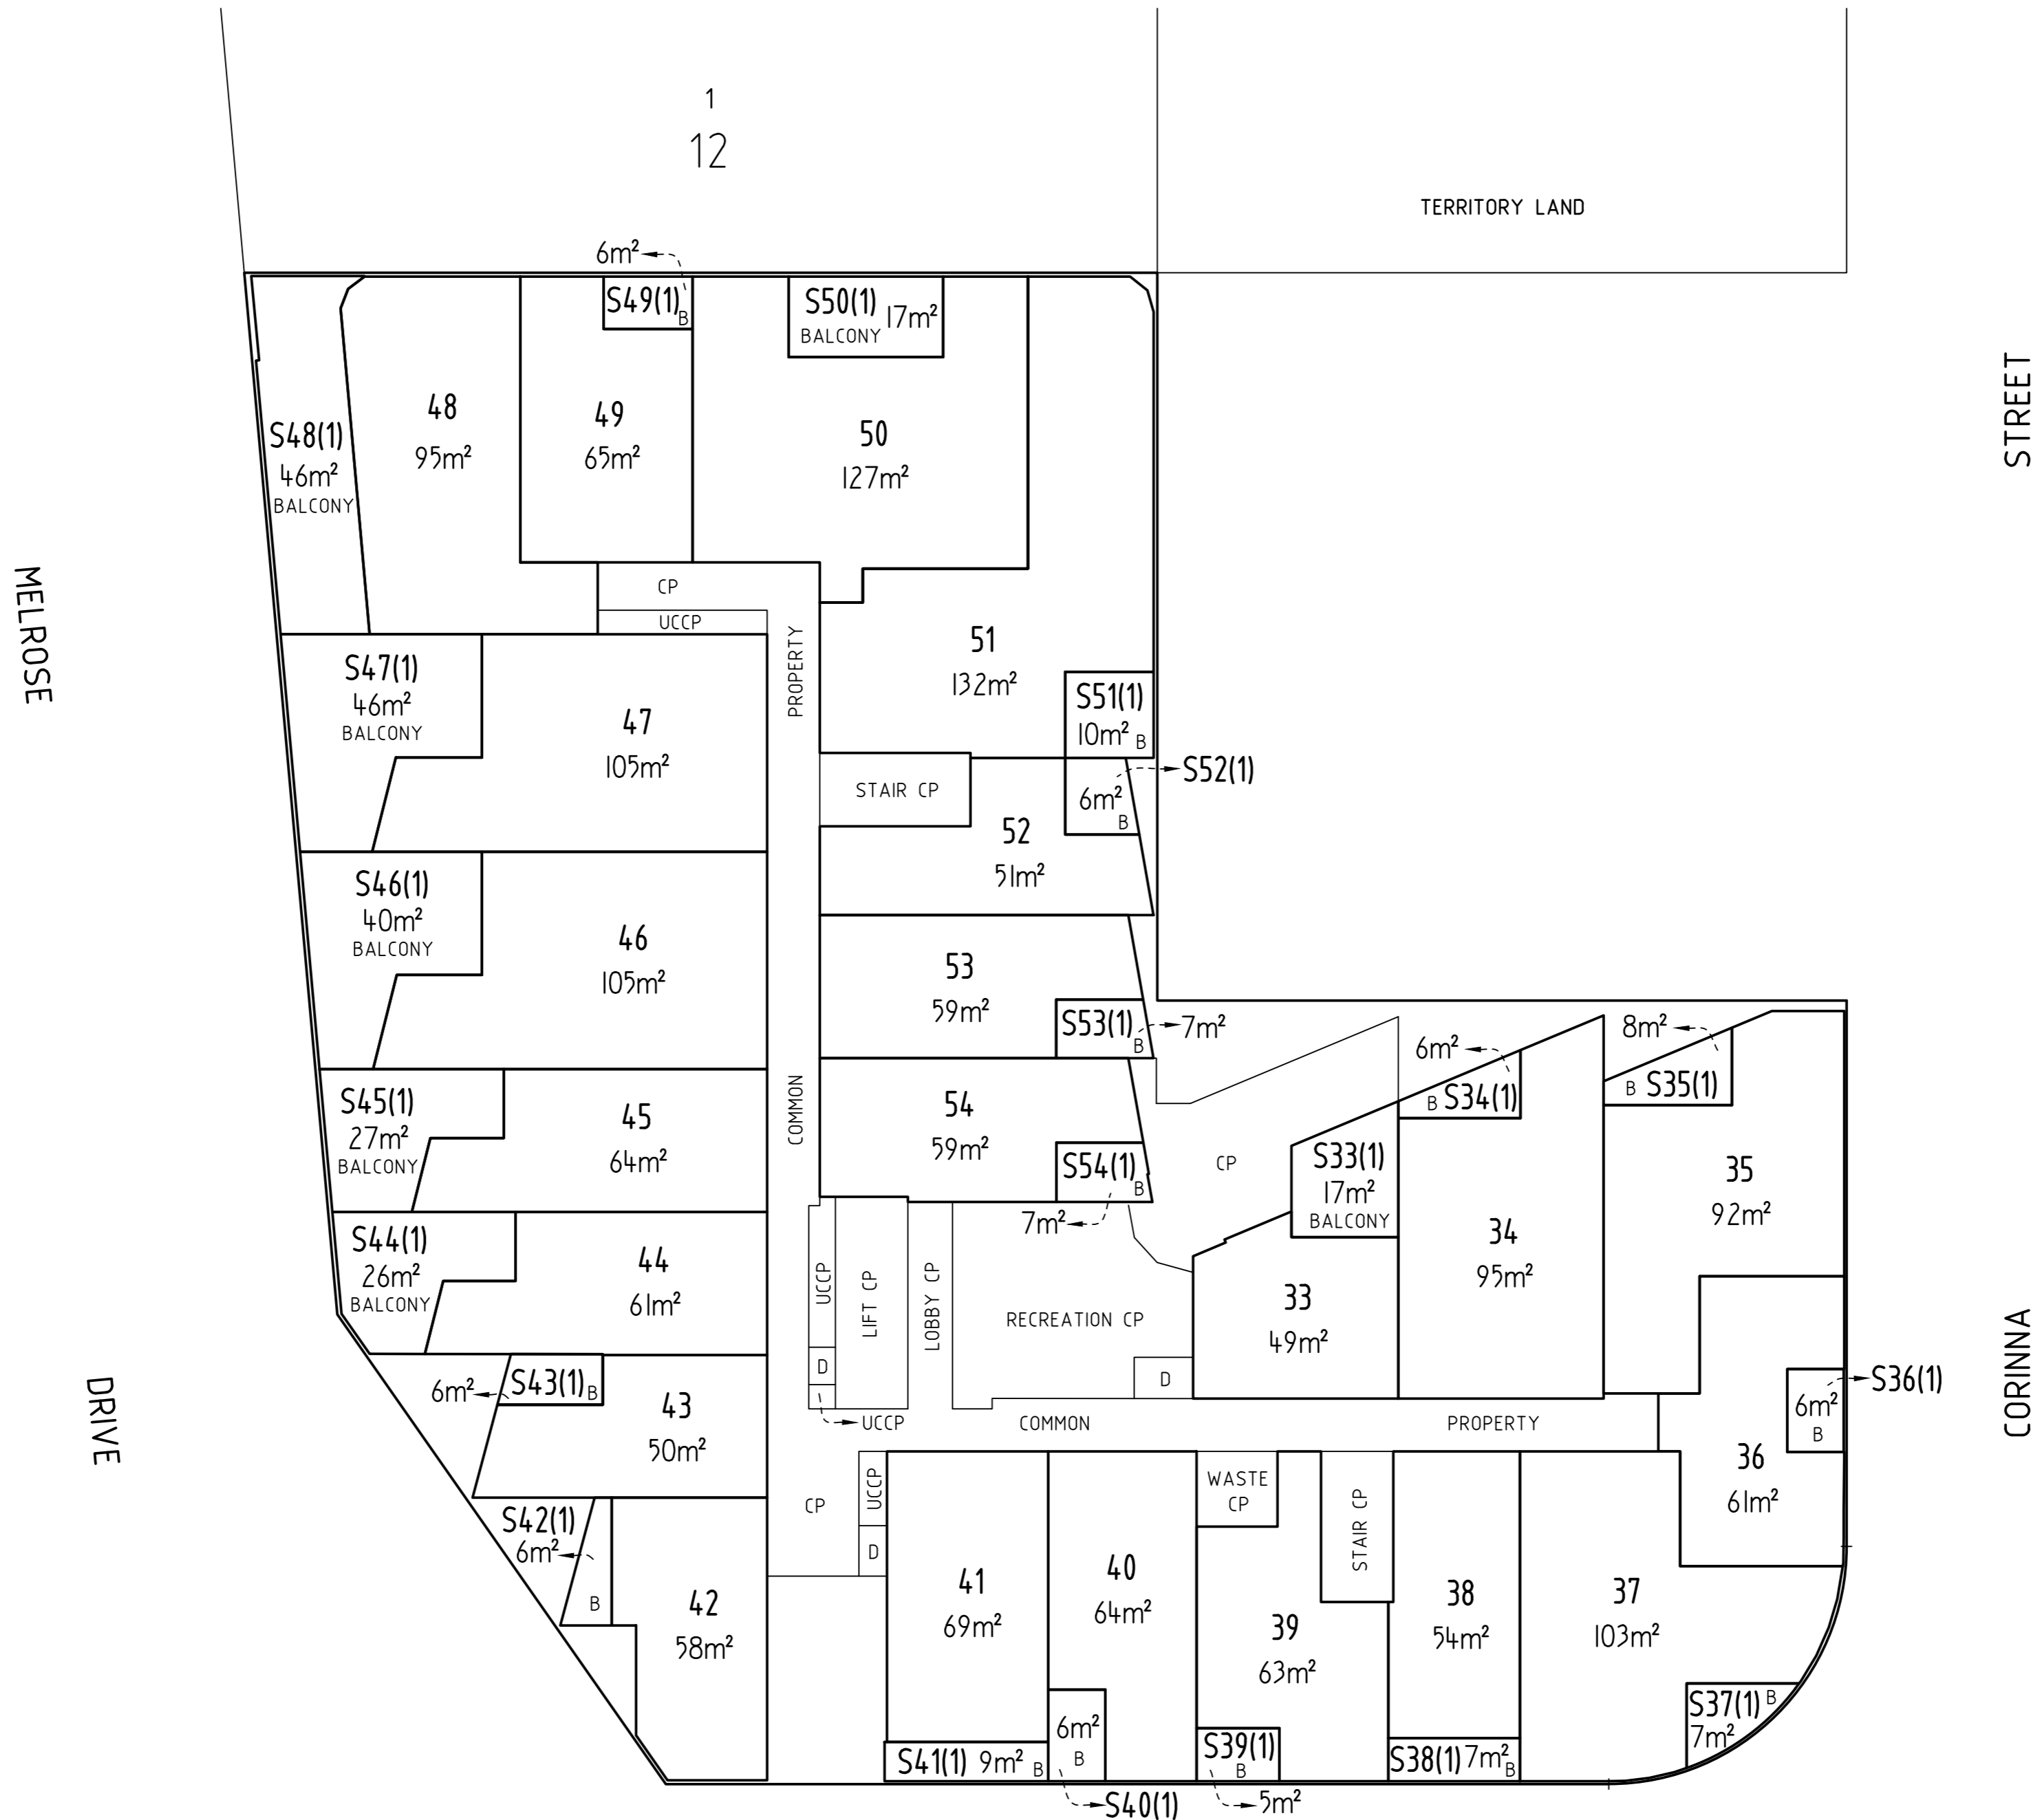 1
12
TERRITORY LAND
6m²
S49(1)
B
S50(1)
17m²
BALCONY
STREET
48
95m²
49
65m²
50
127m²
S48(1)
46m²
BALCONY
MELROSE
CP
UCCP
PROPERTY
51
132m²
S51(1)
10m² B
S47(1)
46m²
BALCONY
47
105m²
STAIR CP
S52(1)
6m²
B
52
51m²
S46(1)
40m²
BALCONY
46
105m²
53
59m²
S53(1)
B
7m²
8m²
6m²
B S34(1)
B S35(1)
S45(1)
27m²
BALCONY
45
64m²
COMMON
54
59m²
S54(1)
B
7m²
CP
S33(1)
17m²
BALCONY
34
95m²
35
92m²
S44(1)
26m²
BALCONY
44
61m²
UCCP
LIFT CP
LOBBY CP
RECREATION CP
33
49m²
D
D
UCCP
COMMON
PROPERTY
S36(1)
6m²
B
CORINNA
DRIVE
6m²
S43(1)
B
43
50m²
36
61m²
CP
UCCP
D
WASTE
CP
STAIR CP
S42(1)
6m²
B
42
58m²
41
69m²
40
64m²
39
63m²
38
54m²
37
103m²
S37(1) B
7m²
S41(1) 9m² B
6m²
B
S40(1)
S39(1)
B
5m²
S38(1) 7m² B